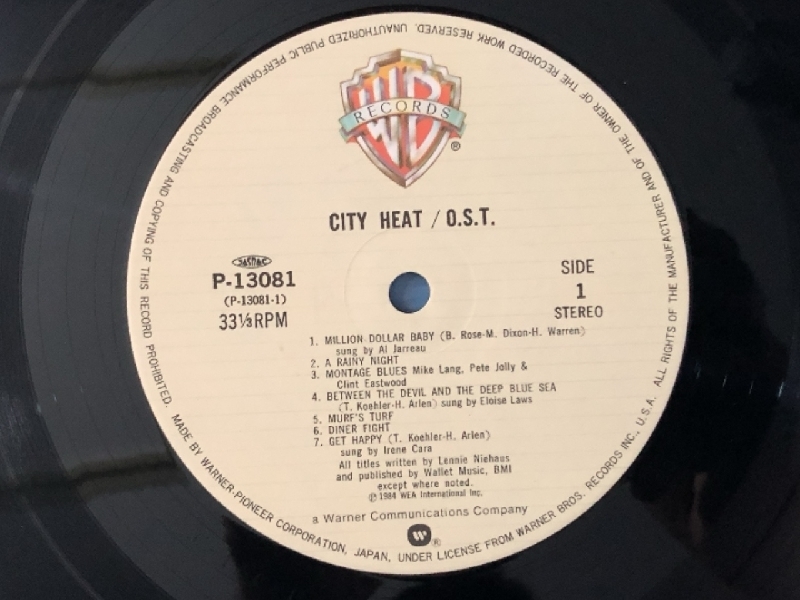 WB
RECORDS
®
CITY HEAT / O.S.T.
JASRAC
P-13081
(P-13081-1)
33⅓RPM
SIDE
1
STEREO
1. MILLION DOLLAR BABY (B. Rose-M. Dixon-H. Warren)
sung by Al Jarreau
2. A RAINY NIGHT
3. MONTAGE BLUES Mike Lang, Pete Jolly &
Clint Eastwood
4. BETWEEN THE DEVIL AND THE DEEP BLUE SEA
(T. Koehler-H. Arlen) sung by Eloise Laws
5. MURF'S TURF
6. DINER FIGHT
7. GET HAPPY (T. Koehler-H. Arlen)
sung by Irene Cara
All titles written by Lennie Niehaus
and published by Wallet Music, BMI
except where noted.
Ⓟ 1984 WEA International Inc.
a Warner Communications Company
®
MADE BY WARNER-PIONEER CORPORATION, JAPAN, UNDER LICENSE FROM WARNER BROS. RECORDS INC., U.S.A. ALL RIGHTS OF THE MANUFACTURER AND OF THE OWNER OF THE RECORDED WORK RESERVED. UNAUTHORIZED PUBLIC PERFORMANCE BROADCASTING AND COPYING OF THIS RECORD PROHIBITED.